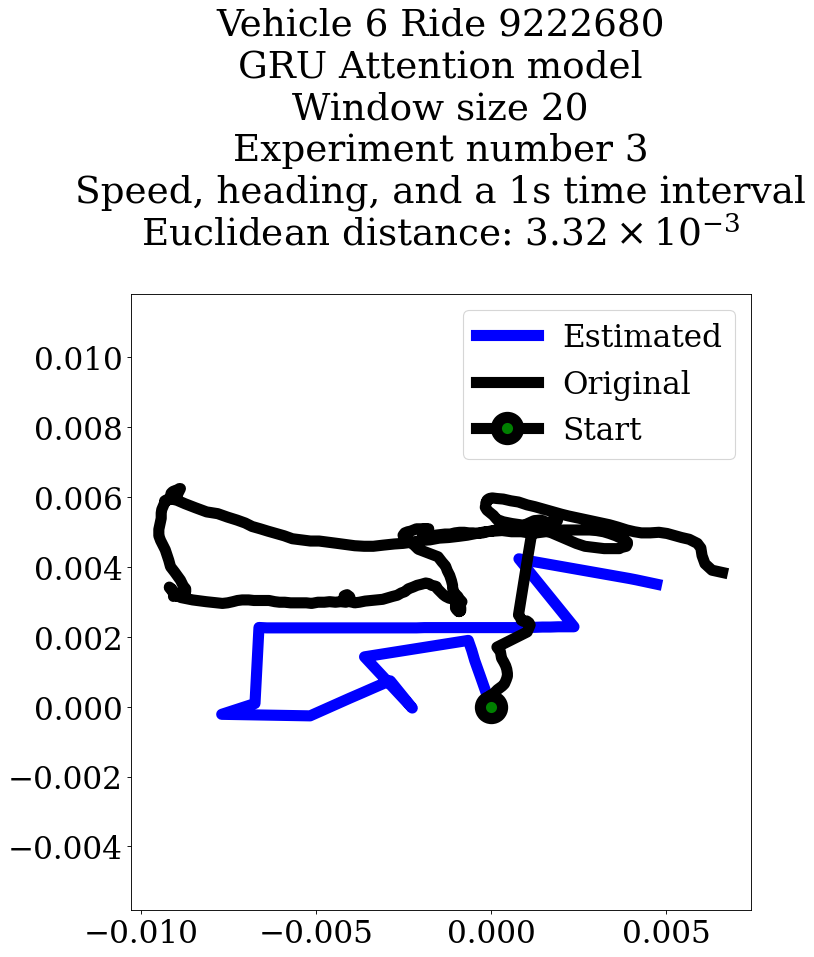 Vehicle 6 Ride 9222680
GRU Attention model
Window size 20
Experiment number 3
Speed, heading, and a 1s time interval
Euclidean distance: 3.32 × 10⁻³
Estimated
Original
Start
0.010
0.008
0.006
0.004
0.002
0.000
−0.002
−0.004
−0.010 −0.005 0.000 0.005